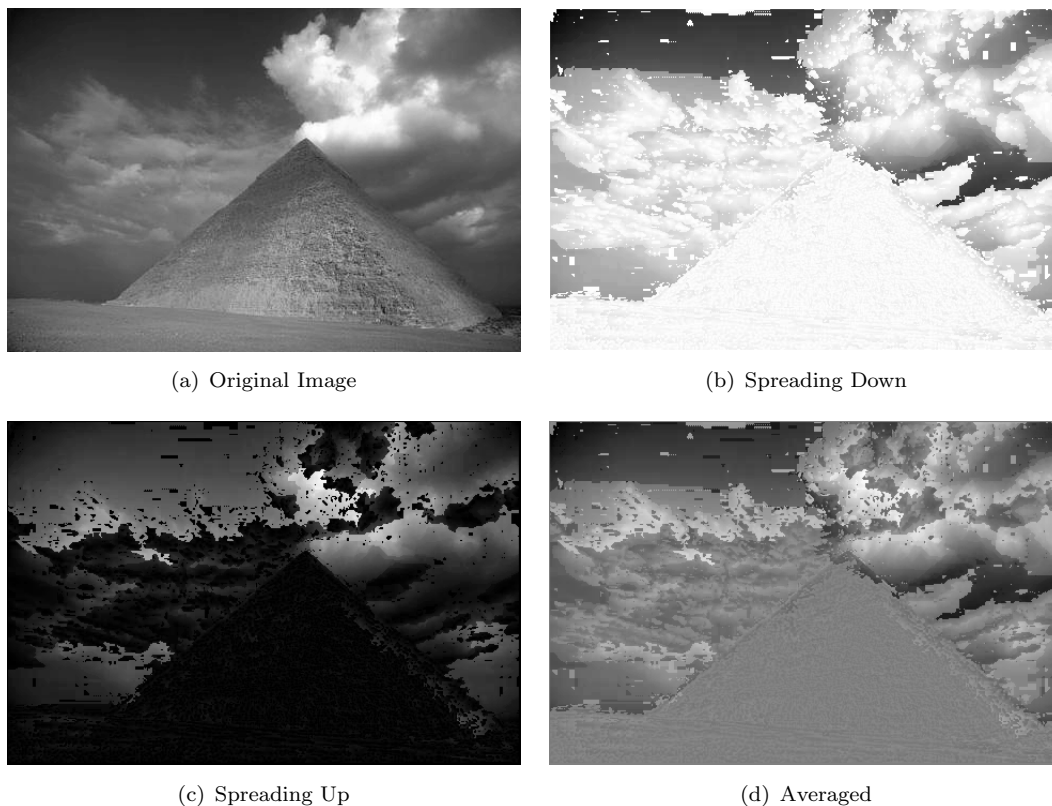 (a) Original Image
(b) Spreading Down
(c) Spreading Up
(d) Averaged